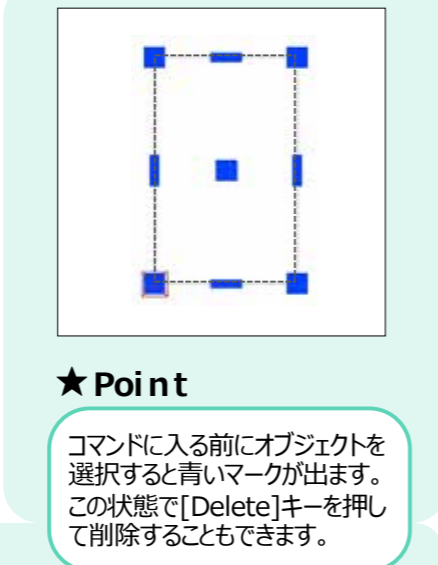 ★Point
コマンドに入る前にオブジェクトを
選択すると青いマークが出ます。
この状態で[Delete]キーを押し
て削除することもできます。